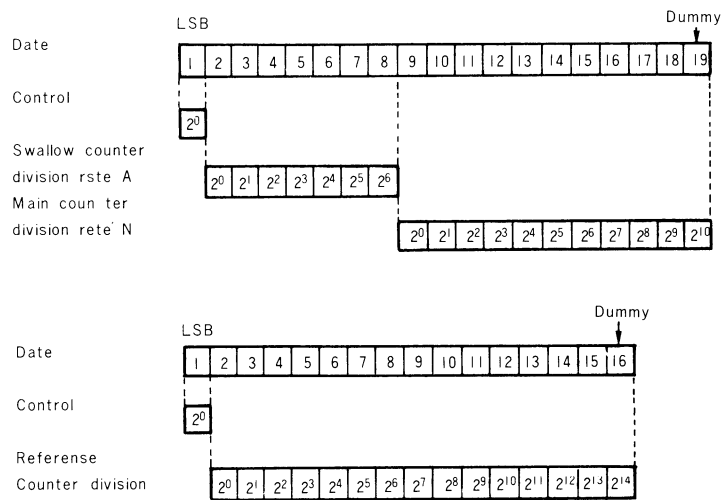 Dummy
LSB
Date
1 2 3 4 5 6 7 8 9 10 11 12 13 14 15 16 17 18 19
Control
2⁰
Swallow counter
division rste A
2⁰ 2¹ 2² 2³ 2⁴ 2⁵ 2⁶
Main coun ter
division rete' N
2⁰ 2¹ 2² 2³ 2⁴ 2⁵ 2⁶ 2⁷ 2⁸ 2⁹ 2¹⁰
Dummy
LSB
Date
1 2 3 4 5 6 7 8 9 10 11 12 13 14 15 16
Control
2⁰
Referense
Counter division
2⁰ 2¹ 2² 2³ 2⁴ 2⁵ 2⁶ 2⁷ 2⁸ 2⁹ 2¹⁰ 2¹¹ 2¹² 2¹³ 2¹⁴